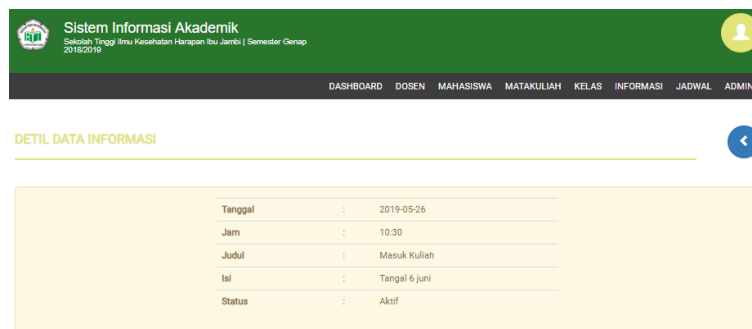 Sistem Informasi Akademik
Sekolah Tinggi Ilmu Kesehatan Harapan Ibu Jambi | Semester Genap
2018/2019
DASHBOARD DOSEN MAHASISWA MATAKULIAH KELAS INFORMASI JADWAL ADMIN
DETIL DATA INFORMASI
Tanggal : 2019-05-26
Jam : 10:30
Judul : Masuk Kuliah
Isi : Tangal 6 juni
Status : Aktif